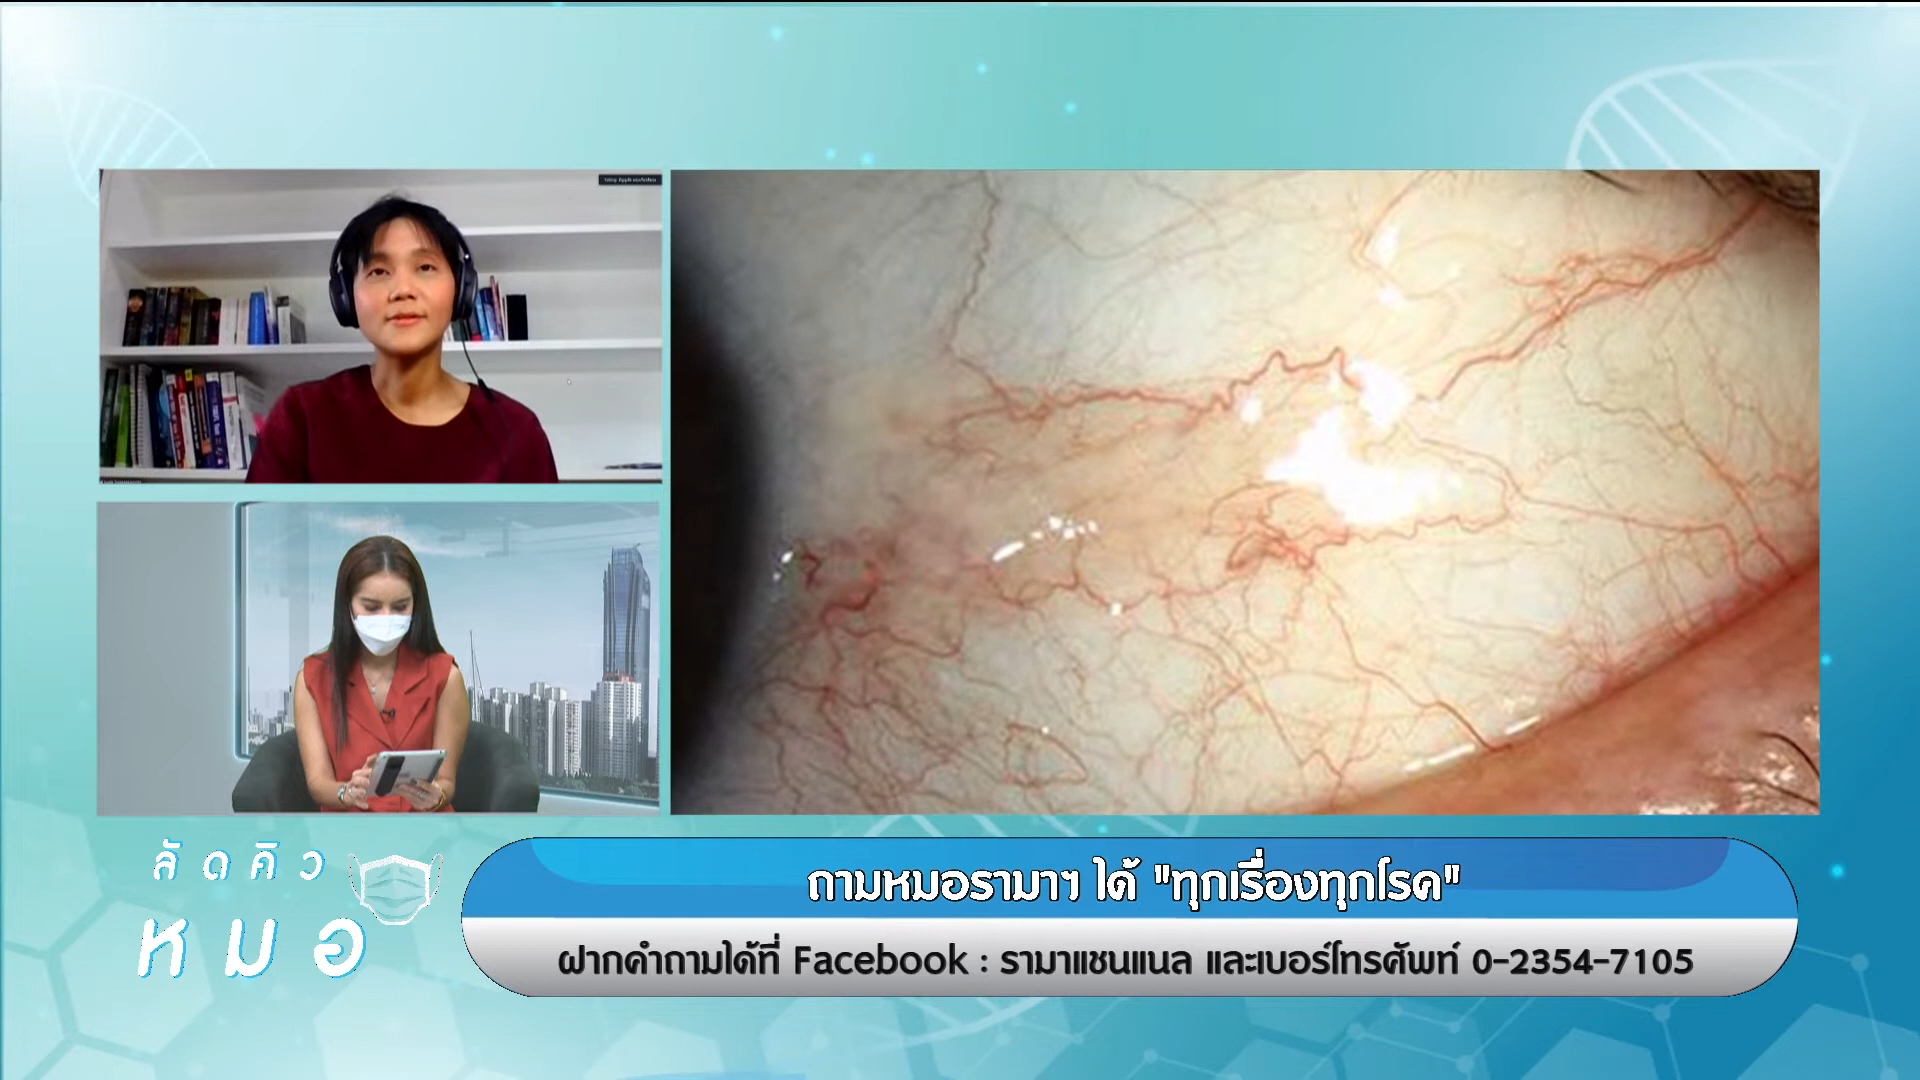 ลัดคิว
หมอ
ถามหมอรามาฯ ได้ "ทุกเรื่องทุกโรค"
ฝากคำถามได้ที่ Facebook : รามาแชนแนล และเบอร์โทรศัพท์ 0-2354-7105